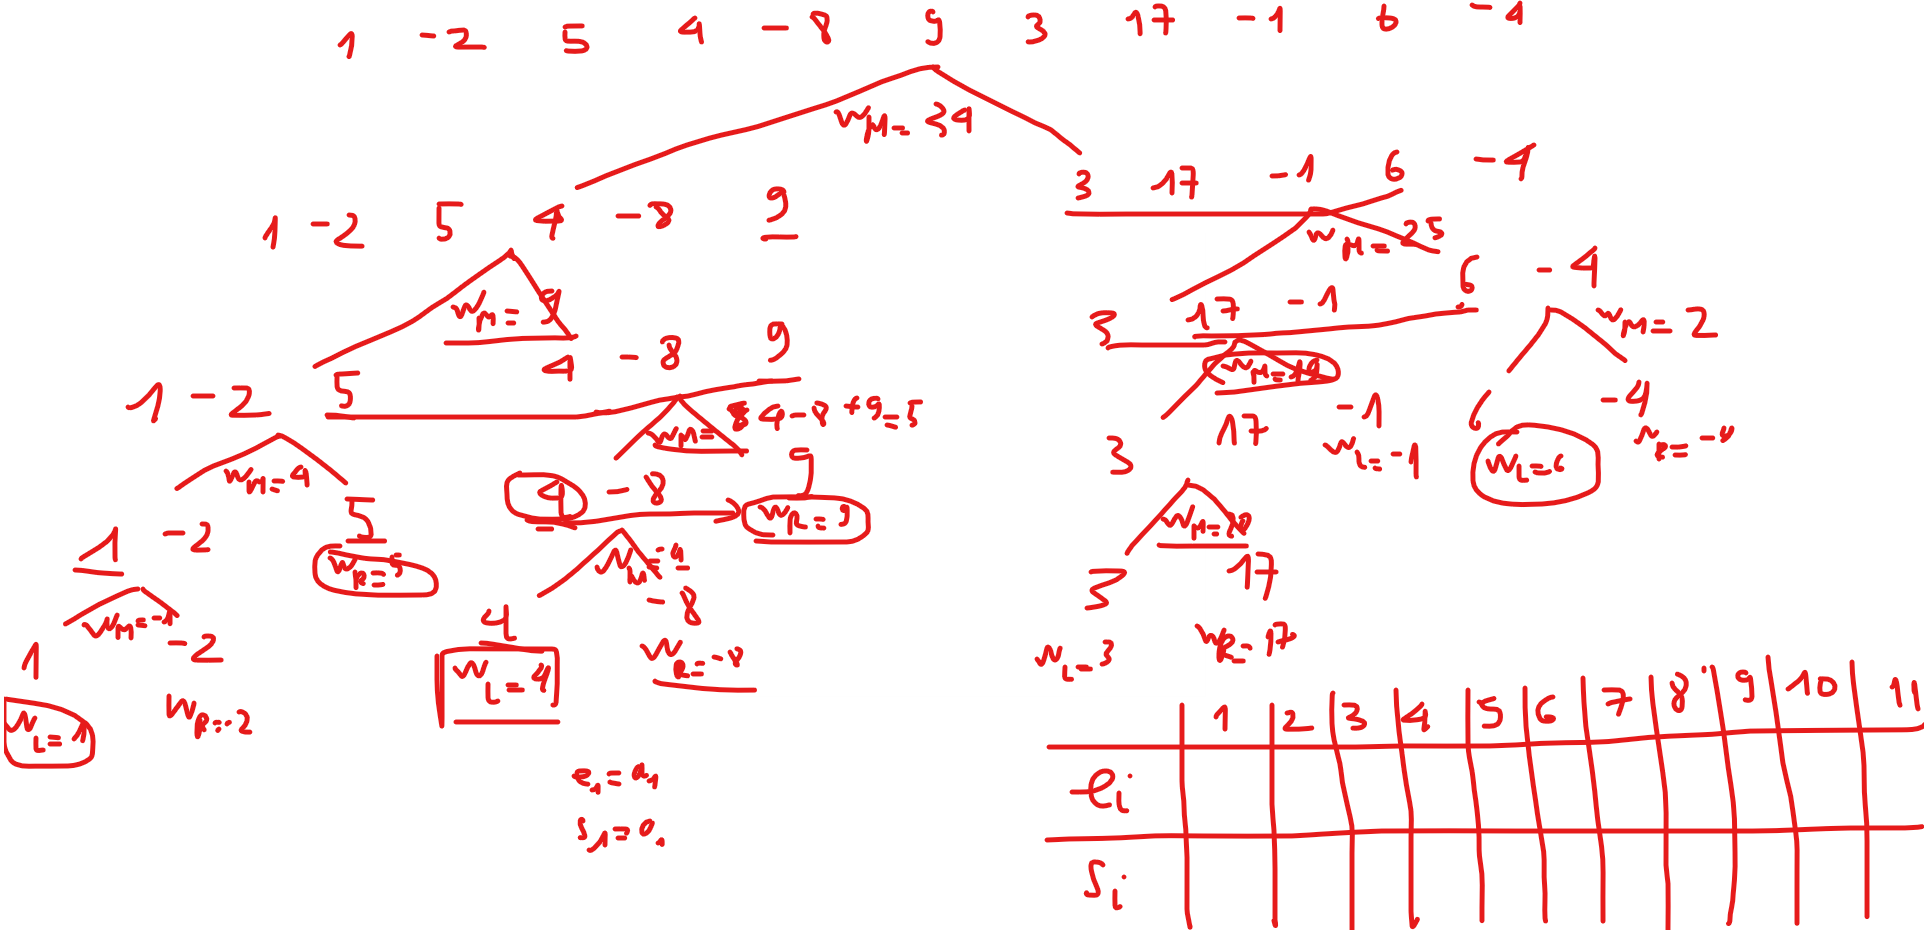 1 -2 5 4 -8 9 3 17 -1 6 -4
w_M = 34
1 -2 5 4 -8 9
3 17 -1 6 -4
w_M = 9
w_M = 25
1 -2 5
4 -8 9
3 17 -1
6 -4
w_M = 4
w_M = 4 -8 +9 = 5
w_M = 19
w_M = 2
1 -2
5
w_R = 5
4 -8
9
w_R = 9
3 17
-1
w_L = -1
6
w_L = 6
-4
w_R = -4
w_M = -1
w_M = -4
w_M = 20
1
w_L = 1
-2
w_R = -2
4
w_L = 4
-8
w_R = -8
3
w_L = 3
17
w_R = 17
e_1 = a_1
s_1 = a_1
1 2 3 4 5 6 7 8 9 10 11
e_i
s_i